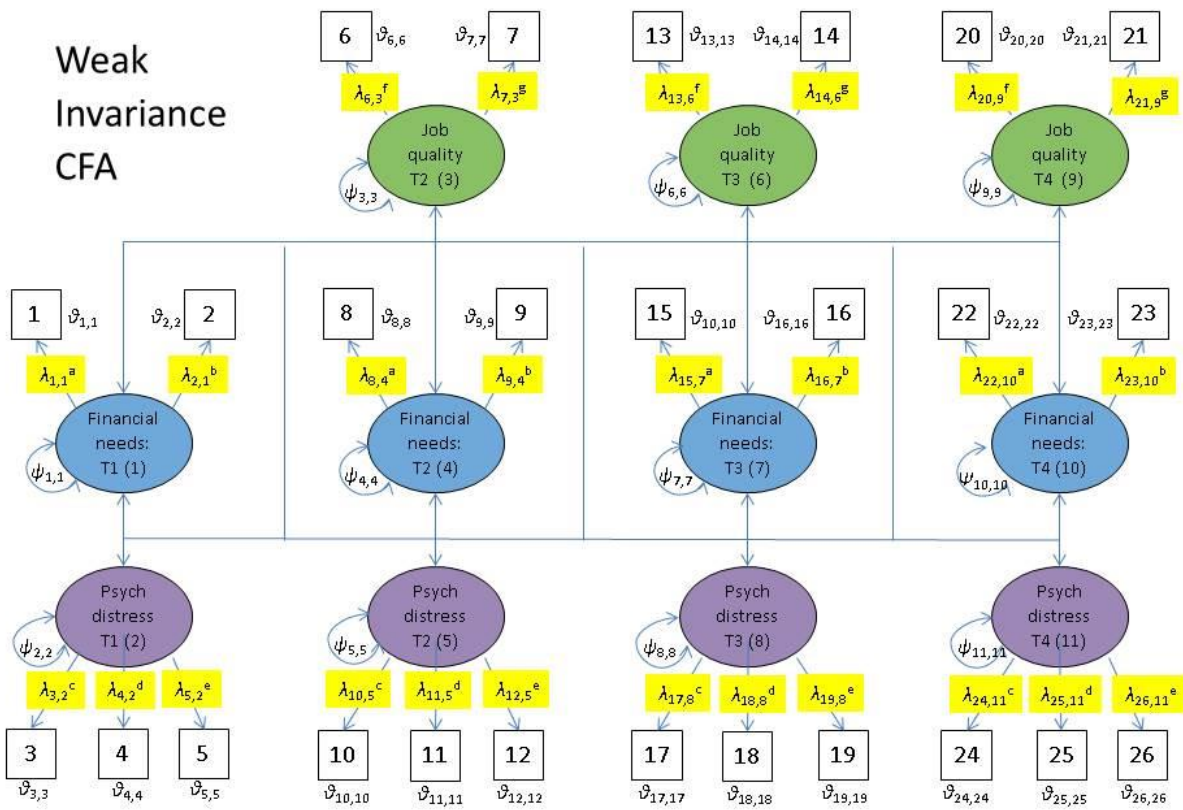 Weak
Invariance
CFA
6 ϑ6,6 ϑ7,7 7
13 ϑ13,13 ϑ14,14 14
20 ϑ20,20 ϑ21,21 21
λ6,3ᶠ λ7,3ᵍ
λ13,6ᶠ λ14,6ᵍ
λ20,9ᶠ λ21,9ᵍ
Job
quality
T2 (3)
ψ3,3
Job
quality
T3 (6)
ψ6,6
Job
quality
T4 (9)
ψ9,9
1 ϑ1,1 ϑ2,2 2
8 ϑ8,8 ϑ9,9 9
15 ϑ10,10 ϑ16,16 16
22 ϑ22,22 ϑ23,23 23
λ1,1ᵃ λ2,1ᵇ
λ8,4ᵃ λ9,4ᵇ
λ15,7ᵃ λ16,7ᵇ
λ22,10ᵃ λ23,10ᵇ
Financial
needs:
T1 (1)
ψ1,1
Financial
needs:
T2 (4)
ψ4,4
Financial
needs:
T3 (7)
ψ7,7
Financial
needs:
T4 (10)
ψ10,10
Psych
distress
T1 (2)
ψ2,2
Psych
distress
T2 (5)
ψ5,5
Psych
distress
T3 (8)
ψ8,8
Psych
distress
T4 (11)
ψ11,11
λ3,2ᶜ λ4,2ᵈ λ5,2ᵉ
λ10,5ᶜ λ11,5ᵈ λ12,5ᵉ
λ17,8ᶜ λ18,8ᵈ λ19,8ᵉ
λ24,11ᶜ λ25,11ᵈ λ26,11ᵉ
3 4 5
10 11 12
17 18 19
24 25 26
ϑ3,3 ϑ4,4 ϑ5,5
ϑ10,10 ϑ11,11 ϑ12,12
ϑ17,17 ϑ18,18 ϑ19,19
ϑ24,24 ϑ25,25 ϑ26,26